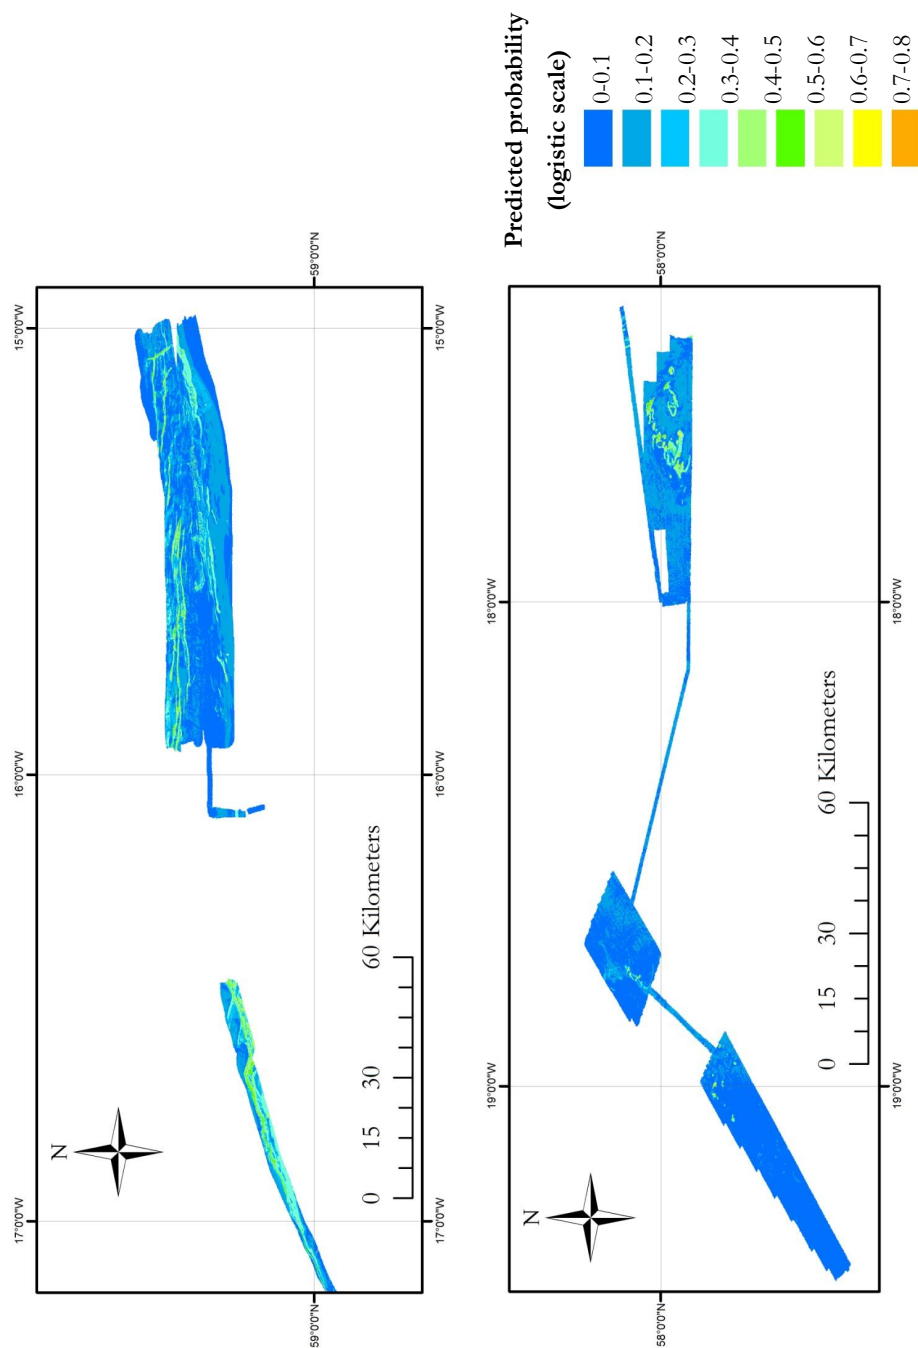 17°0'0"W
16°0'0"W
15°0'0"W
N
59°0'0"N
59°0'0"N
0 15 30 60 Kilometers
17°0'0"W
16°0'0"W
15°0'0"W
19°0'0"W
18°0'0"W
N
58°0'0"N
58°0'0"N
0 15 30 60 Kilometers
19°0'0"W
18°0'0"W
Predicted probability
(logistic scale)
0-0.1
0.1-0.2
0.2-0.3
0.3-0.4
0.4-0.5
0.5-0.6
0.6-0.7
0.7-0.8